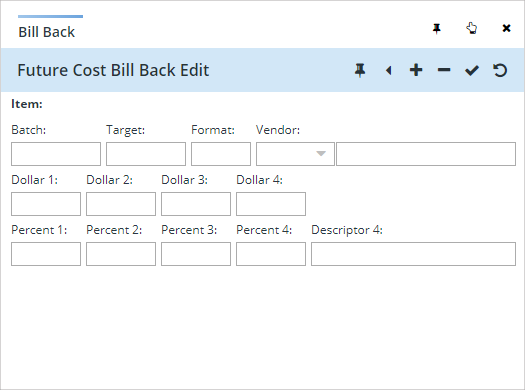 Bill Back
Future Cost Bill Back Edit
Item:
Batch: Target: Format: Vendor:
Dollar 1: Dollar 2: Dollar 3: Dollar 4:
Percent 1: Percent 2: Percent 3: Percent 4: Descriptor 4: